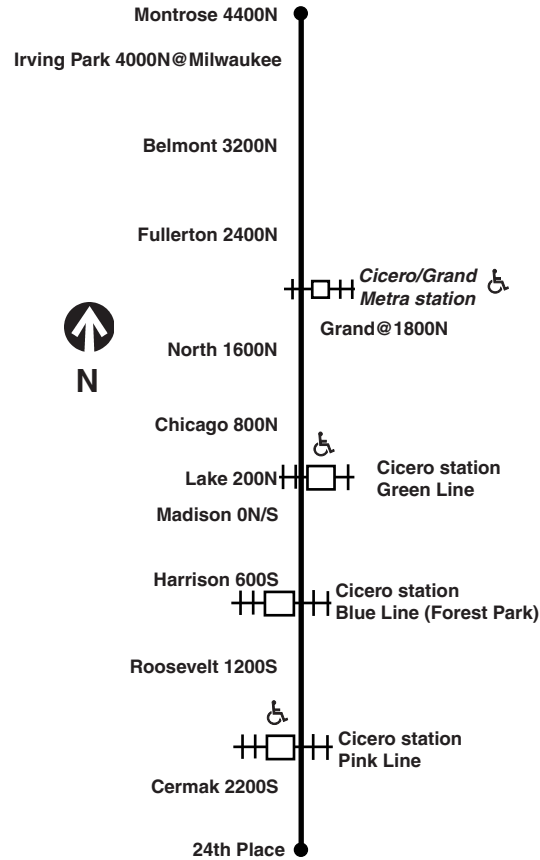 Montrose 4400N
Irving Park 4000N@Milwaukee
Belmont 3200N
Fullerton 2400N
Cicero/Grand
Metra station
Grand@1800N
N
North 1600N
Chicago 800N
Lake 200N
Cicero station
Green Line
Madison 0N/S
Harrison 600S
Cicero station
Blue Line (Forest Park)
Roosevelt 1200S
Cicero station
Pink Line
Cermak 2200S
24th Place